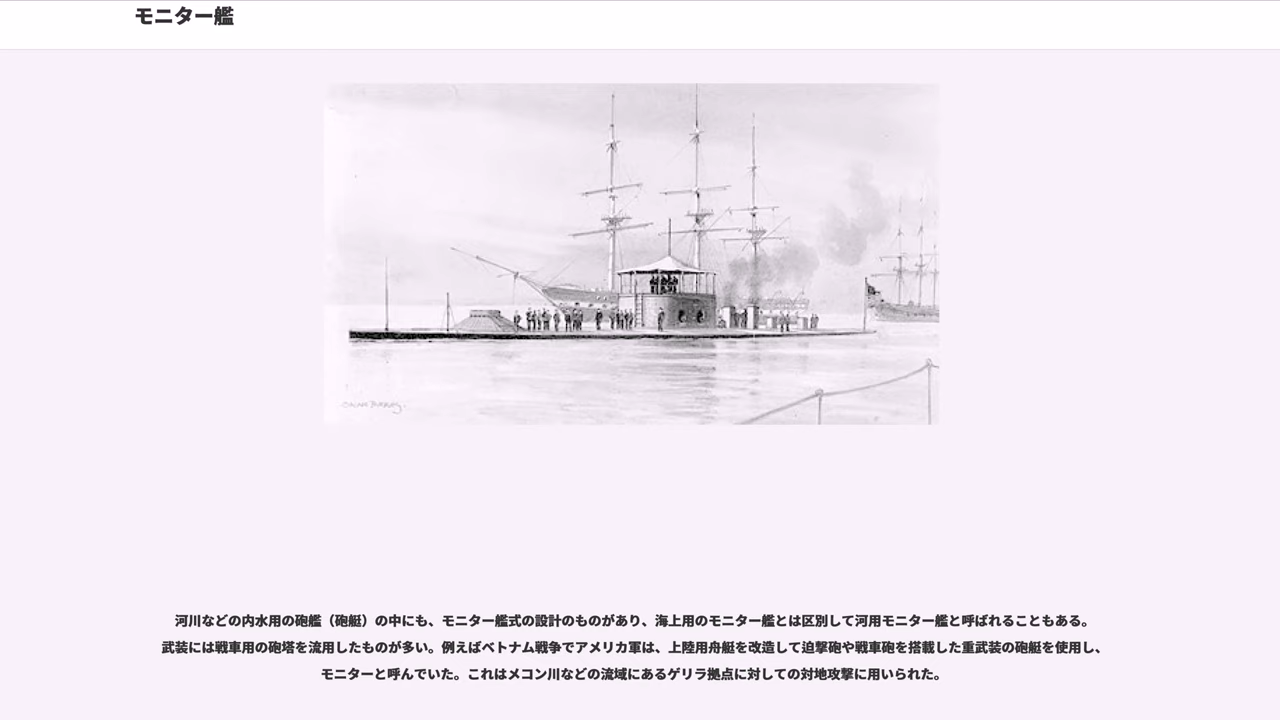 モニター艦
河川などの内水用の砲艦（砲艇）の中にも、モニター艦式の設計のものがあり、海上用のモニター艦とは区別して河用モニター艦と呼ばれることもある。
武装には戦車用の砲塔を流用したものが多い。例えばベトナム戦争でアメリカ軍は、上陸用舟艇を改造して迫撃砲や戦車砲を搭載した重武装の砲艇を使用し、
モニターと呼んでいた。これはメコン川などの流域にあるゲリラ拠点に対しての対地攻撃に用いられた。